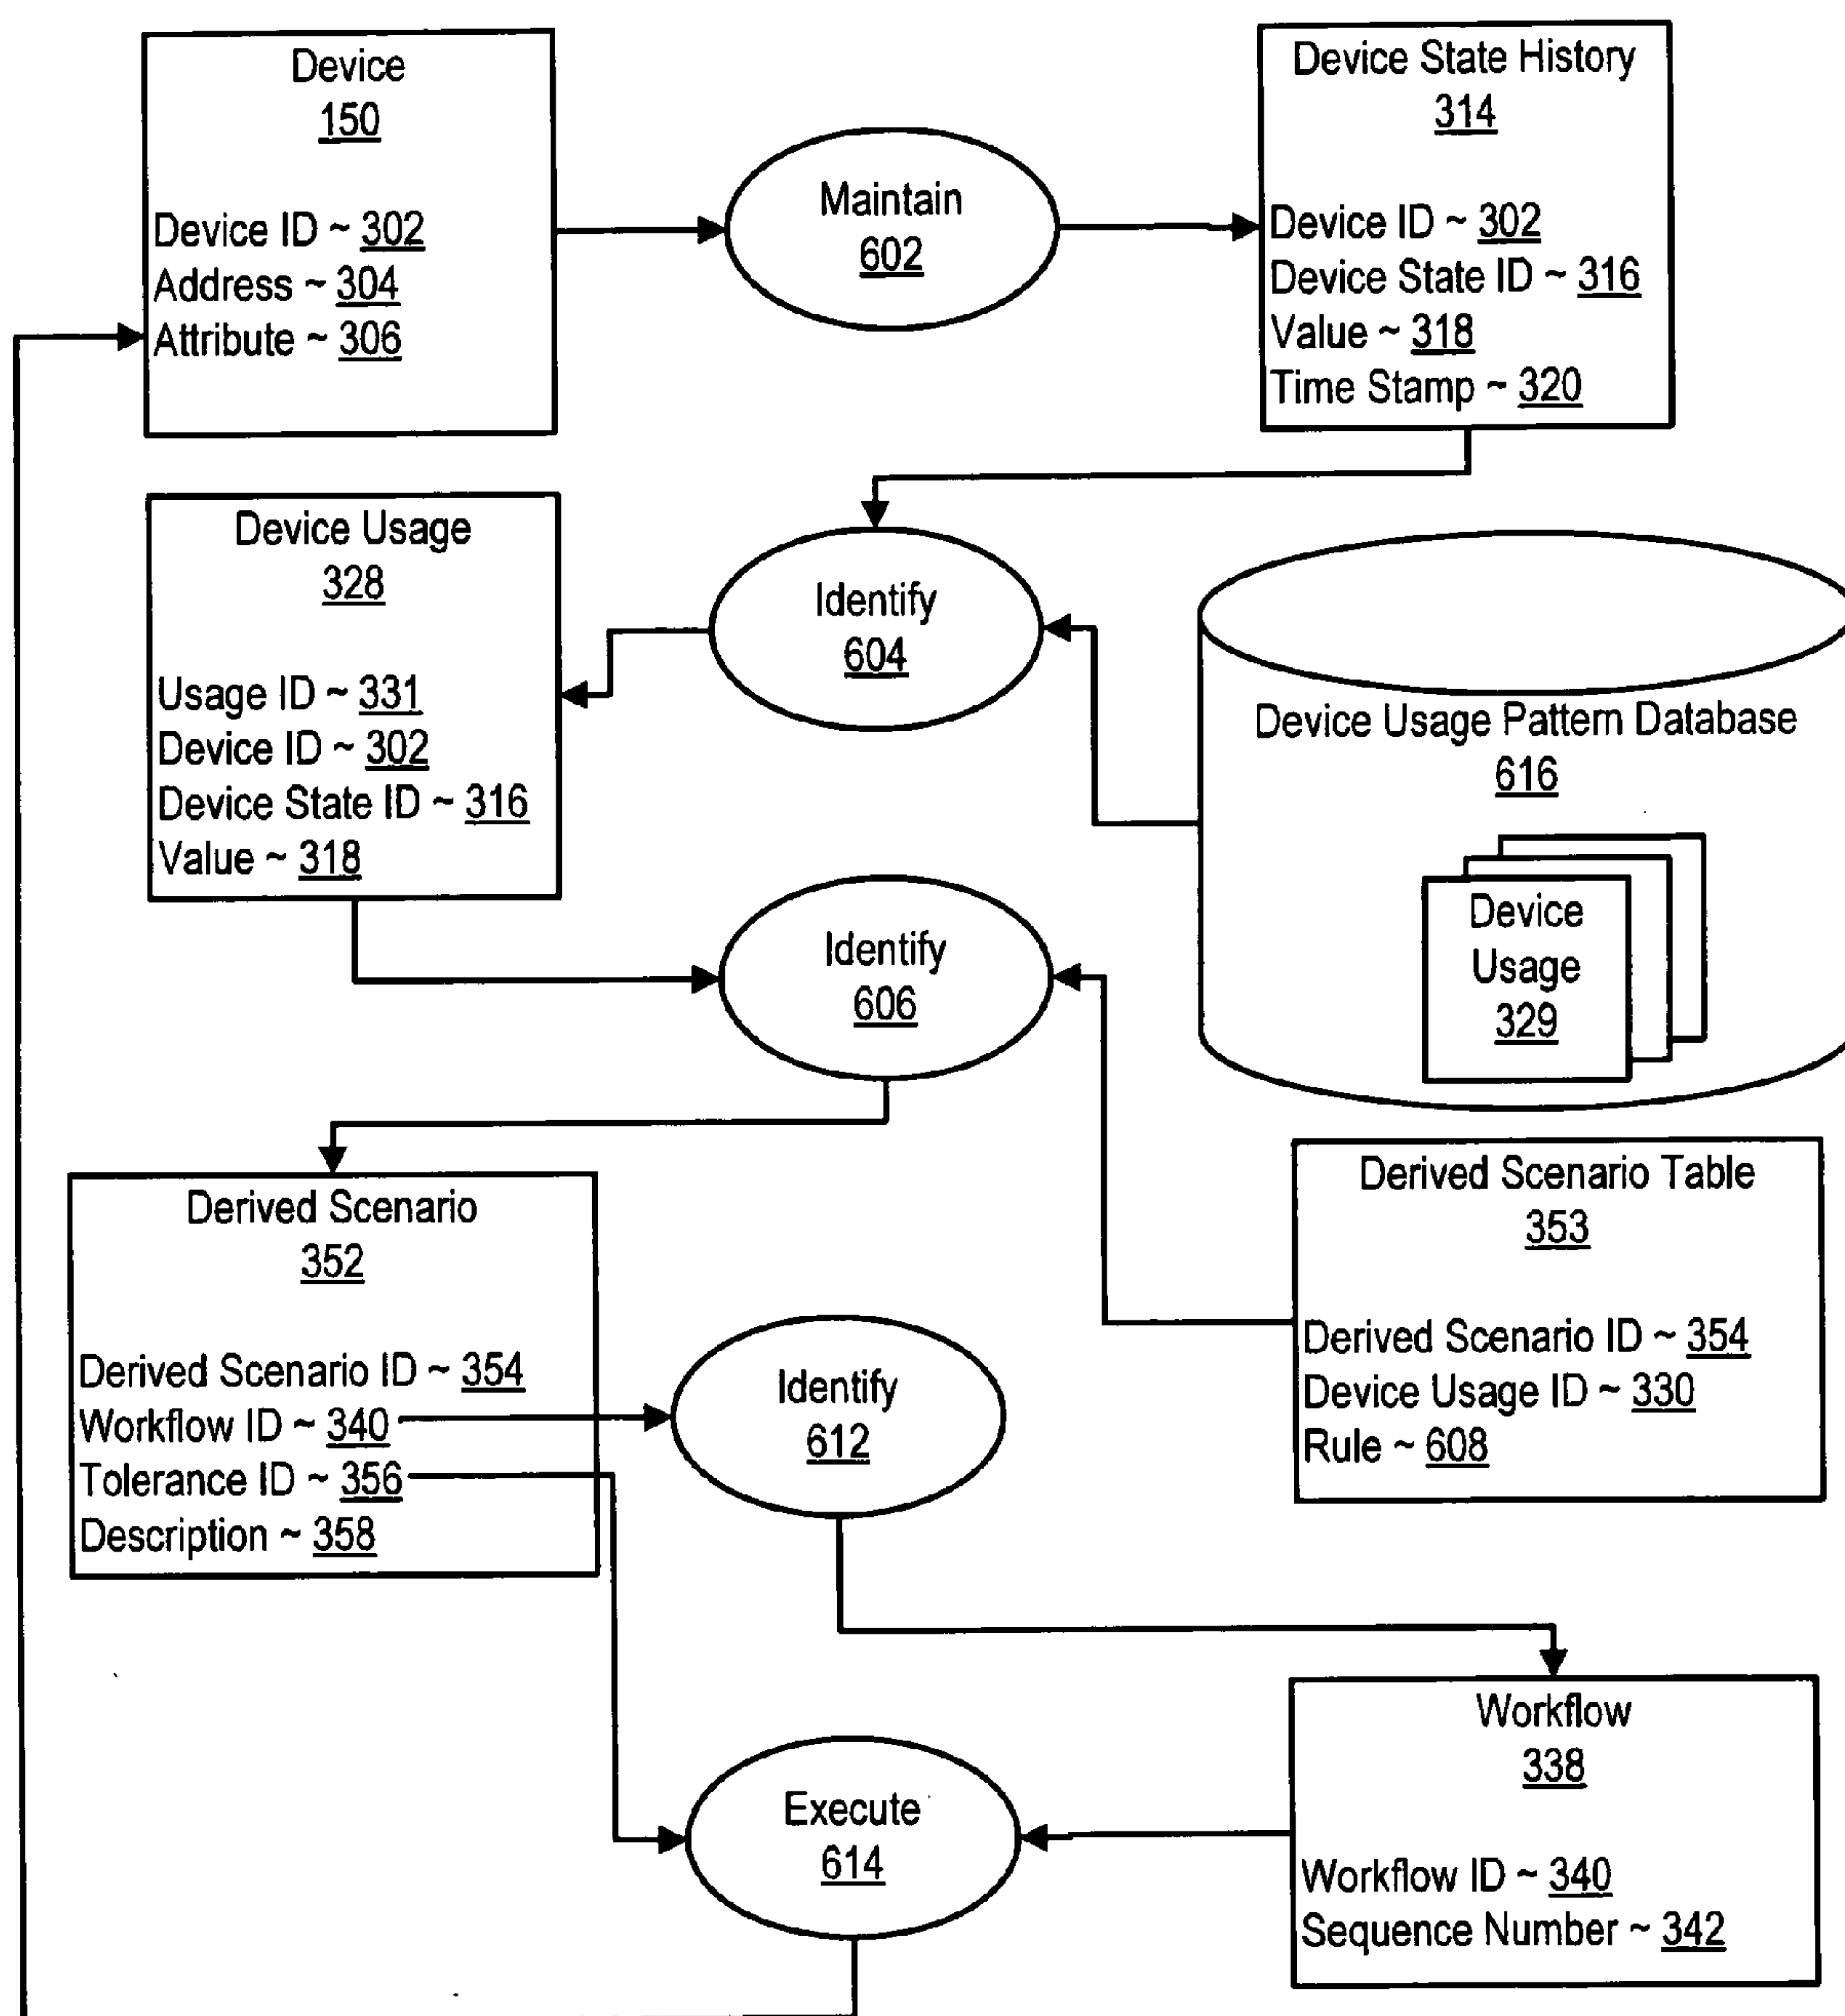 Device
150
Device ID ~ 302
Address ~ 304
Attribute ~ 306
Maintain
602
Device State History
314
Device ID ~ 302
Device State ID ~ 316
Value ~ 318
Time Stamp ~ 320
Device Usage
328
Usage ID ~ 331
Device ID ~ 302
Device State ID ~ 316
Value ~ 318
Identify
604
Device Usage Pattern Database
616
Device
Usage
329
Identify
606
Derived Scenario
352
Derived Scenario ID ~ 354
Workflow ID ~ 340
Tolerance ID ~ 356
Description ~ 358
Identify
612
Derived Scenario Table
353
Derived Scenario ID ~ 354
Device Usage ID ~ 330
Rule ~ 608
Execute
614
Workflow
338
Workflow ID ~ 340
Sequence Number ~ 342